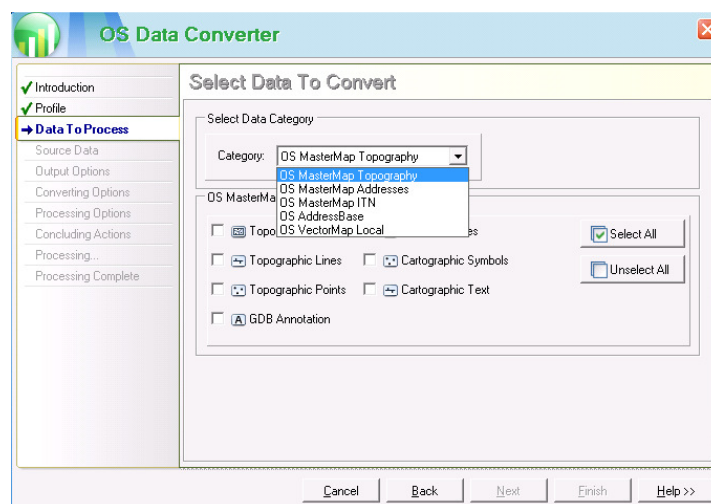 OS Data Converter
Introduction
Profile
Data To Process
Source Data
Output Options
Converting Options
Processing Options
Concluding Actions
Processing...
Processing Complete
Select Data To Convert
Select Data Category
Category: OS MasterMap Topography
OS MasterMap Topography
OS MasterMap Addresses
OS MasterMap ITN
OS AddressBase
OS VectorMap Local
OS MasterMa
Topo
es
Select All
Topographic Lines Cartographic Symbols
Unselect All
Topographic Points Cartographic Text
A GDB Annotation
Cancel Back Next Finish Help >>